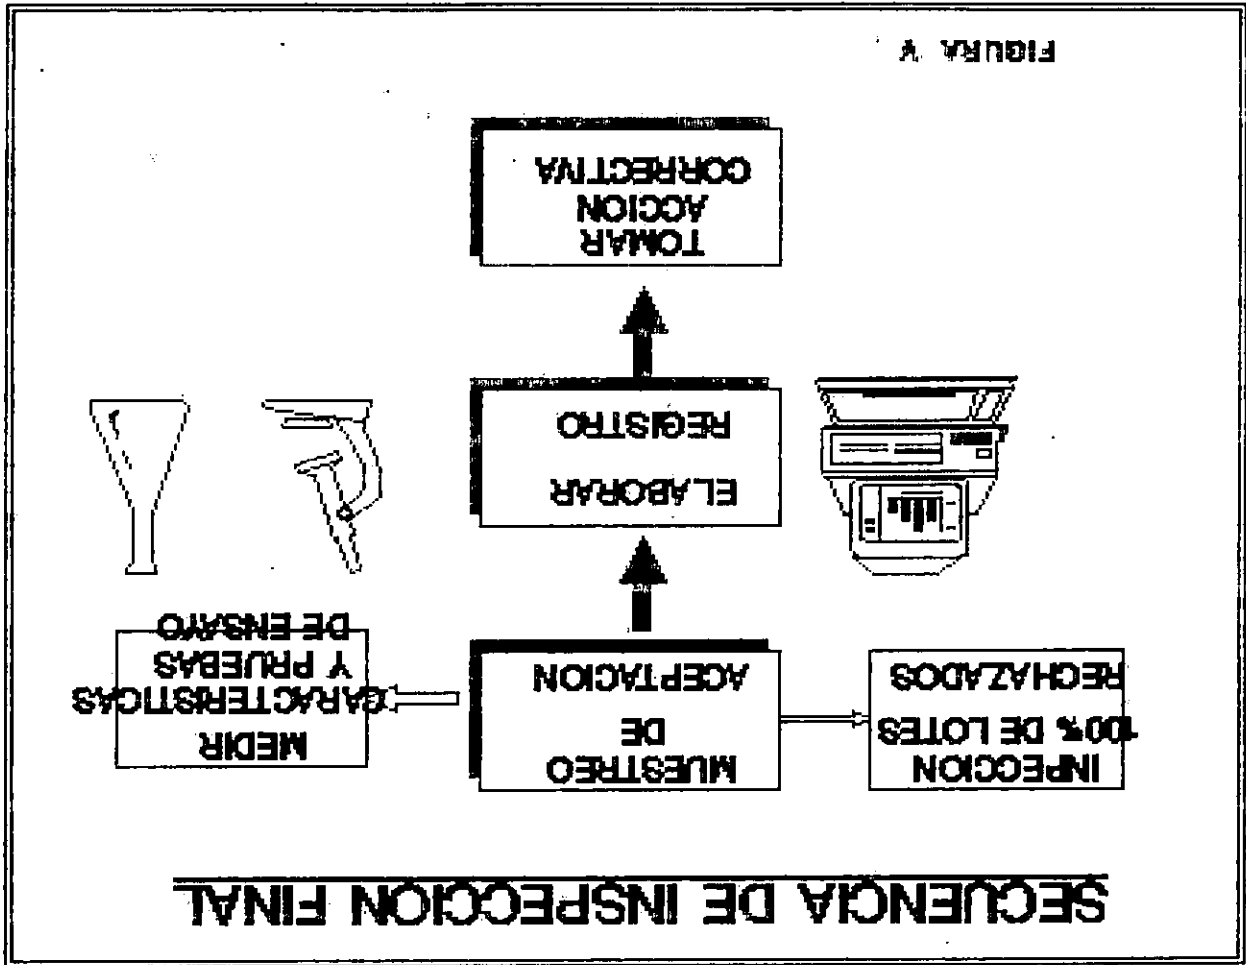 SECUENCIA DE INSPECCION FINAL
INPECCION
100% DE LOTES
RECHAZADOS
MUESTREO
DE
ACEPTACION
MEDIR
CARACTERISTICAS
Y PRUEBAS
DE ENSAYO
ELABORAR
REGISTRO
TOMAR
ACCION
CORRECTIVA
FIGURA V